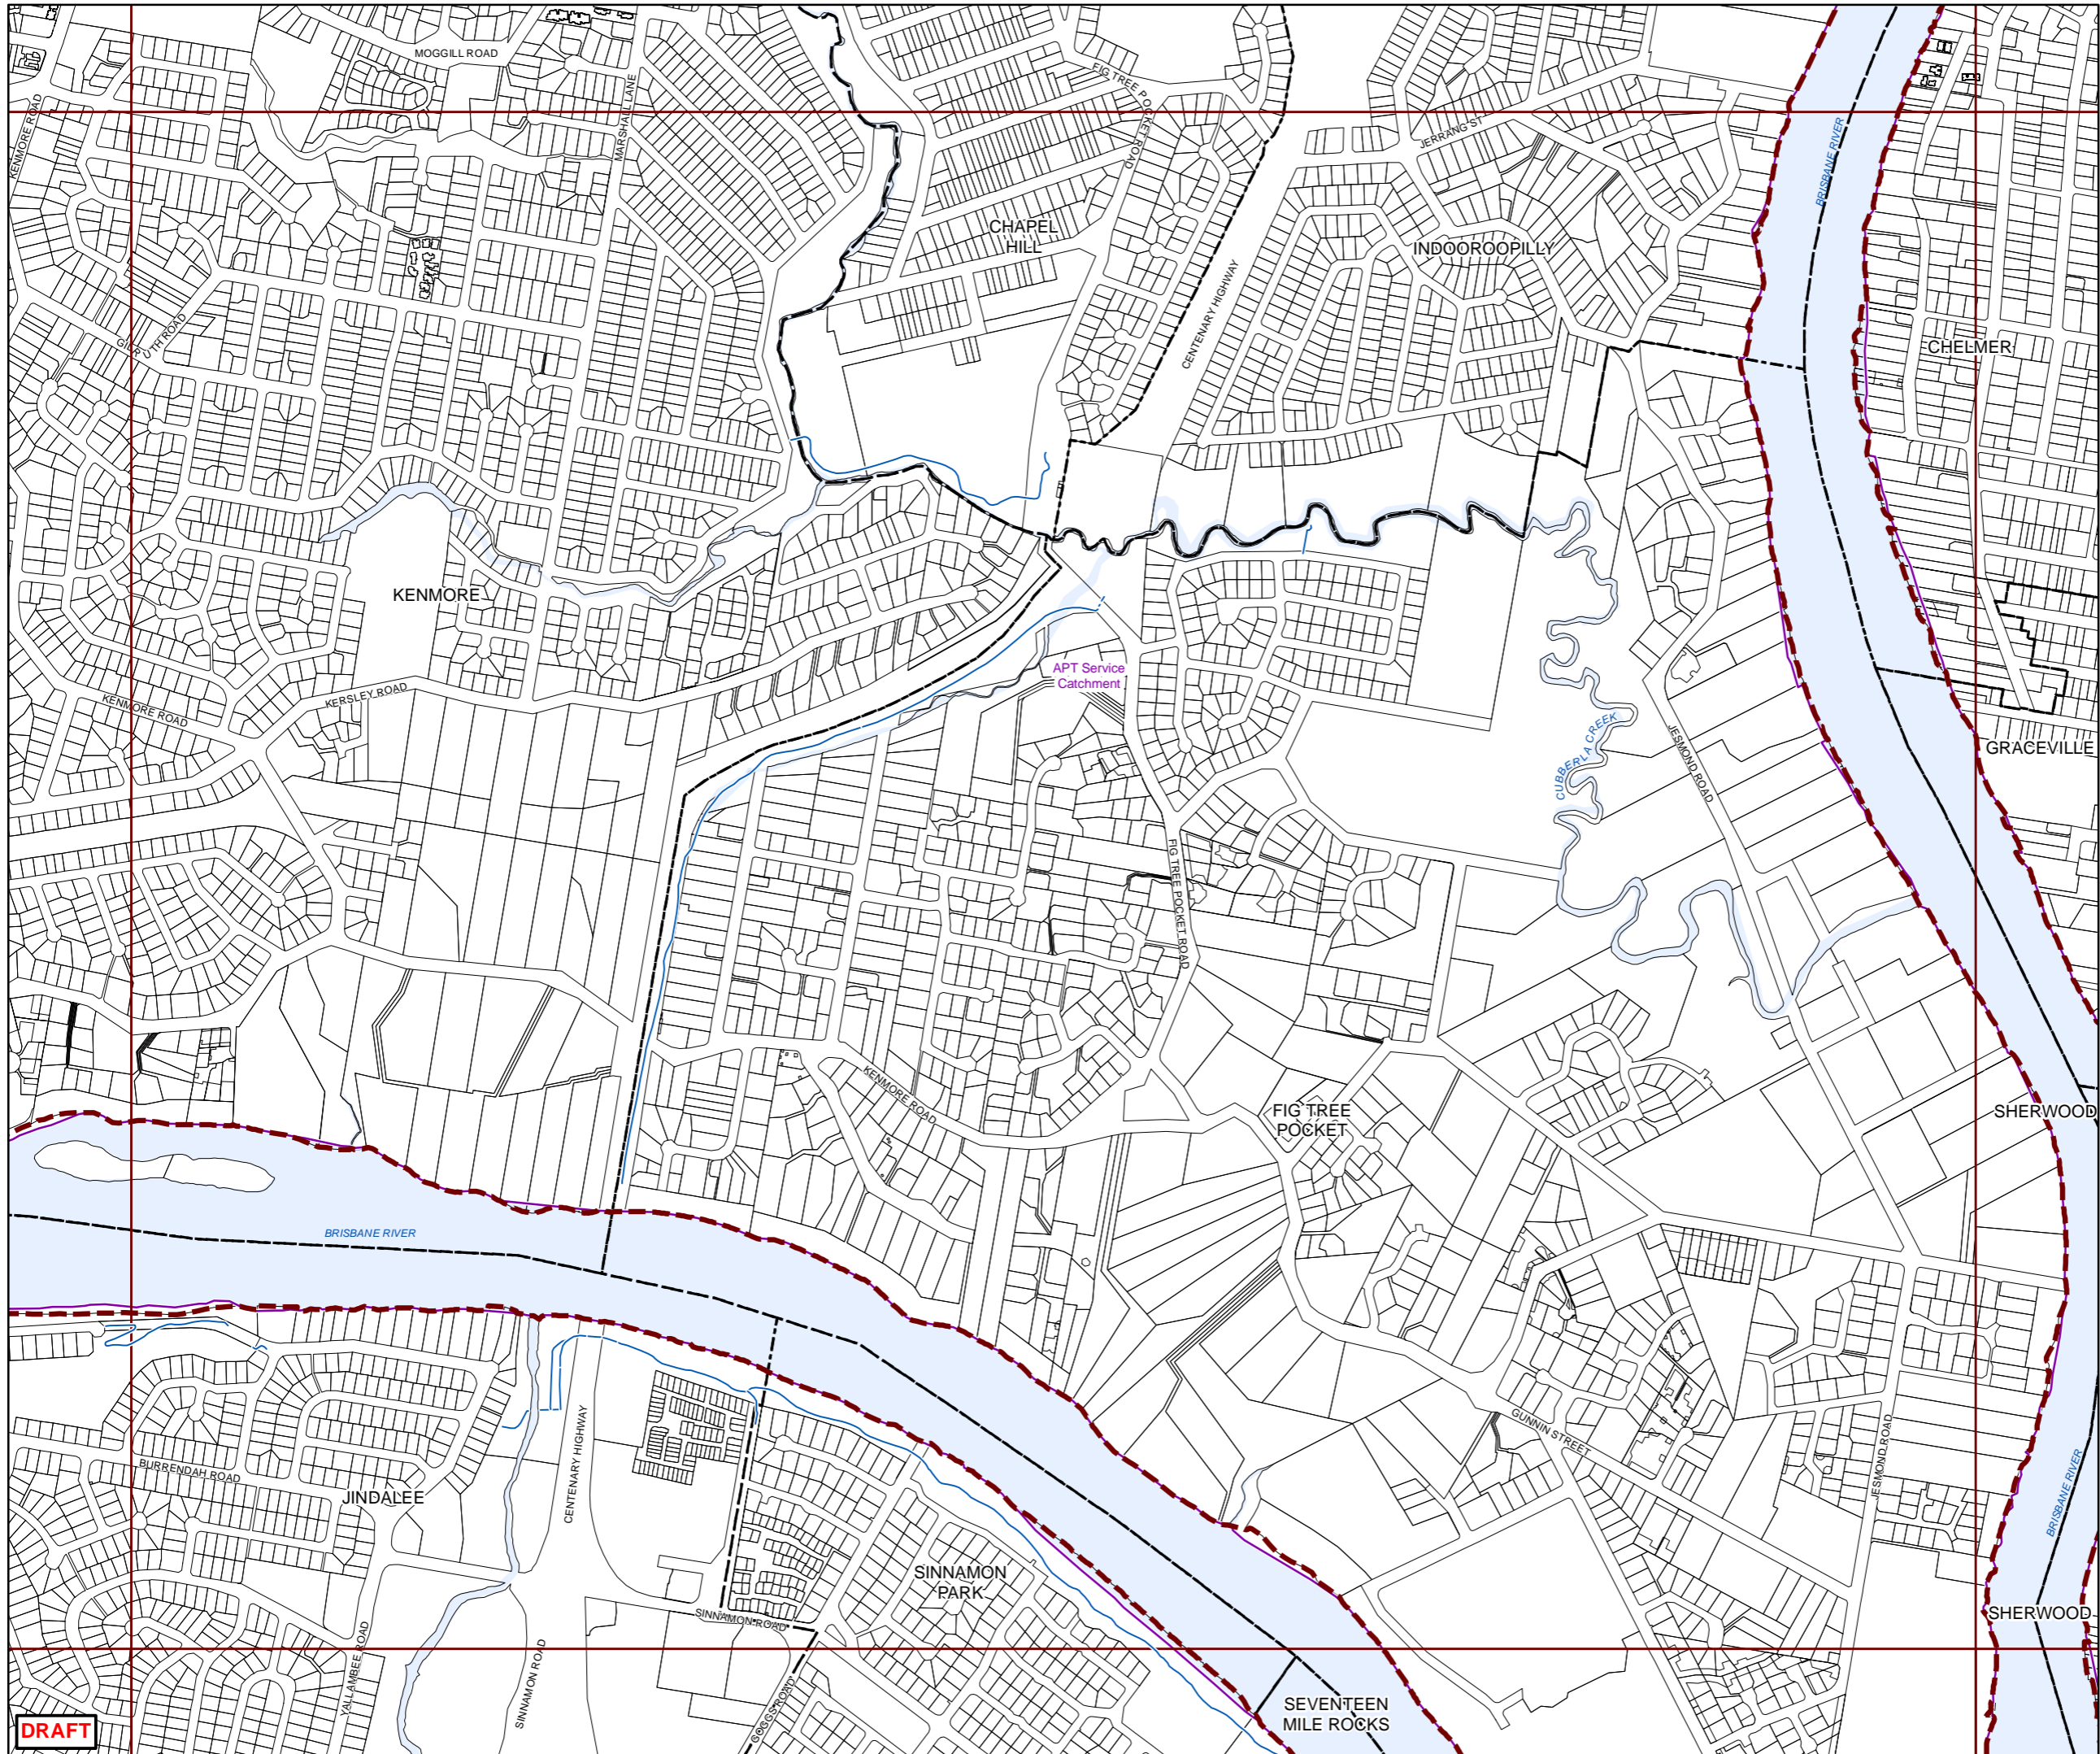 MOGGILL ROAD
FIG TREE POCKET ROAD
KENMORE ROAD
MARSHALL LANE
JERRANG ST
BRISBANE RIVER
CHAPEL
HILL
INDOOROOPILLY
CENTENARY HIGHWAY
GILRUTH ROAD
CHELMER
KENMORE
APT Service
Catchment
KERSLEY ROAD
KENMORE ROAD
CUBBERLA CREEK
JESMOND ROAD
GRACEVILLE
FIG TREE POCKET ROAD
KENMORE ROAD
FIG TREE
POCKET
SHERWOOD
BRISBANE RIVER
GUNNIN STREET
JESMOND ROAD
CENTENARY HIGHWAY
BURRENDAH ROAD
JINDALEE
BRISBANE RIVER
SINNAMON
PARK
SINNAMON ROAD
SHERWOOD
YALLAMBEE ROAD
SINNAMON ROAD
GOGGS ROAD
SEVENTEEN
MILE ROCKS
DRAFT